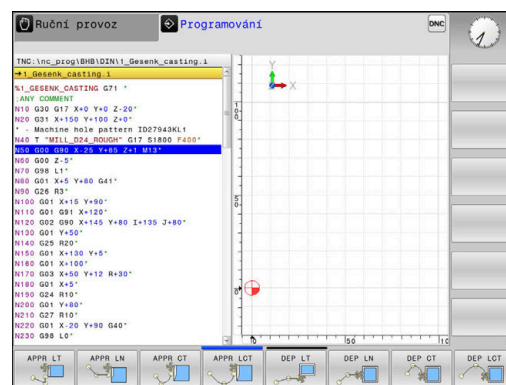 Ruční provoz
Programování
DNC
TNC:\nc_prog\BHB\DIN\1_Gesenk_casting.i
→1_Gesenk_casting.i
%1_GESENK_CASTING G71 *
;ANY COMMENT
N10 G30 G17 X+0 Y+0 Z-20*
N20 G31 X+150 Y+100 Z+0*
* - Machine hole pattern ID27943KL1
N40 T "MILL_D24_ROUGH" G17 S1800 F400*
N50 G00 G90 X-25 Y+85 Z+1 M13*
N60 G00 Z-5*
N70 G98 L1*
N80 G01 X+5 Y+80 G41*
N90 G26 R3*
N100 G01 X+15 Y+90*
N110 G01 G91 X+120*
N120 G02 G90 X+145 Y+80 I+135 J+80*
N130 G01 Y+50*
N140 G25 R20*
N150 G01 X+130 Y+5*
N160 G01 X+100*
N170 G03 X+50 Y+12 R+30*
N180 G01 X+5*
N190 G24 R10*
N200 G01 Y+80*
N210 G27 R10*
N220 G01 X-20 Y+90 G40*
N230 G98 L0*
Y
X
100
50
0
0
50
APPR LT
APPR LN
APPR CT
APPR LCT
DEP LT
DEP LN
DEP CT
DEP LCT